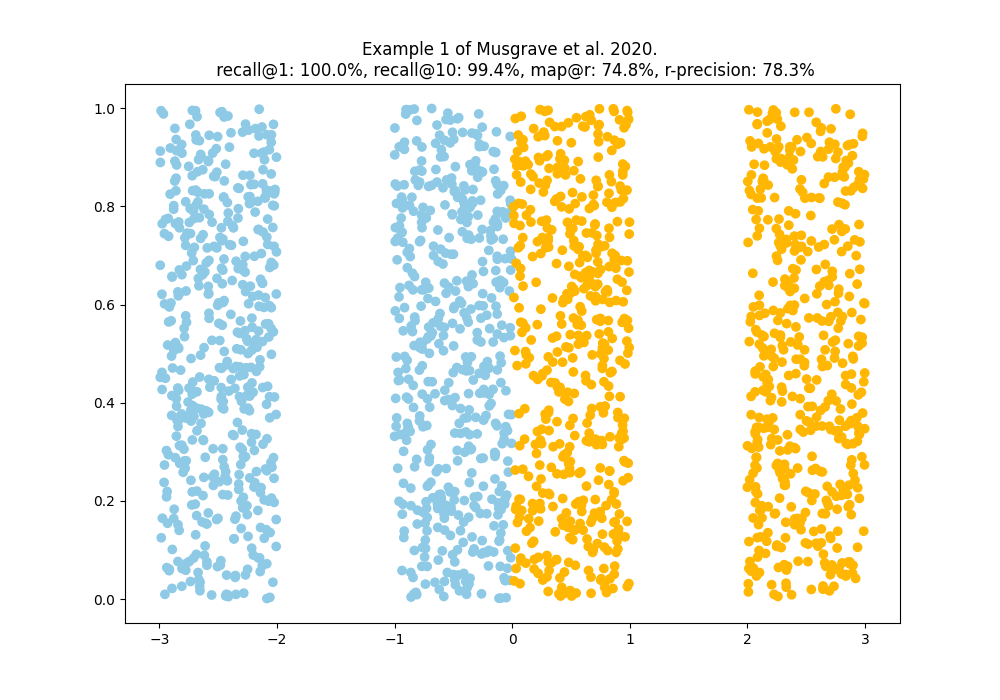 Example 1 of Musgrave et al. 2020.
recall@1: 100.0%, recall@10: 99.4%, map@r: 74.8%, r-precision: 78.3%
1.0
0.8
0.6
0.4
0.2
0.0
−3 −2 −1 0 1 2 3